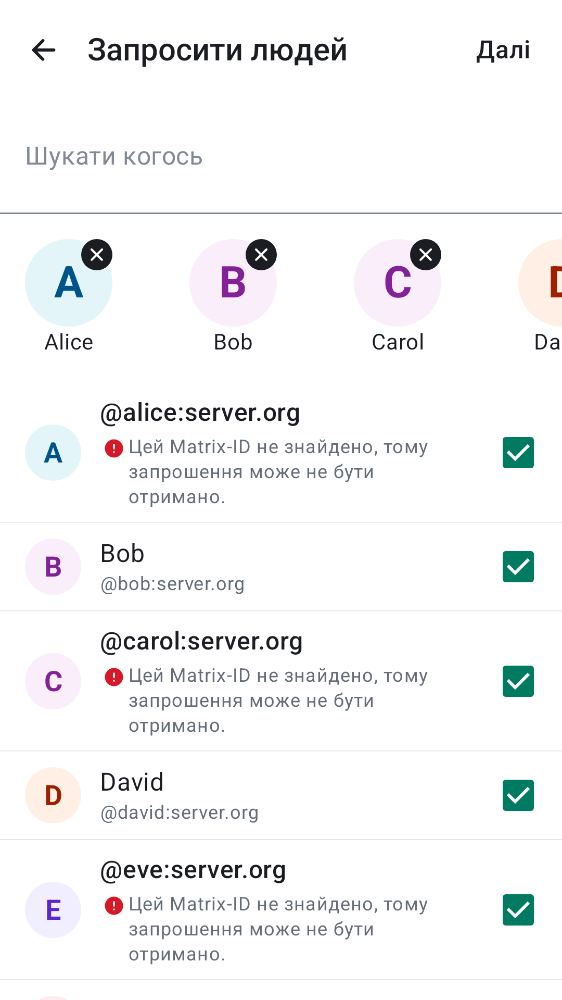 Запросити людей
Далі
Шукати когось
A
B
C
Alice
Bob
Carol
Da
A
@alice:server.org
Цей Matrix-ID не знайдено, тому
запрошення може не бути
отримано.
B
Bob
@bob:server.org
C
@carol:server.org
Цей Matrix-ID не знайдено, тому
запрошення може не бути
отримано.
D
David
@david:server.org
E
@eve:server.org
Цей Matrix-ID не знайдено, тому
запрошення може не бути
отримано.